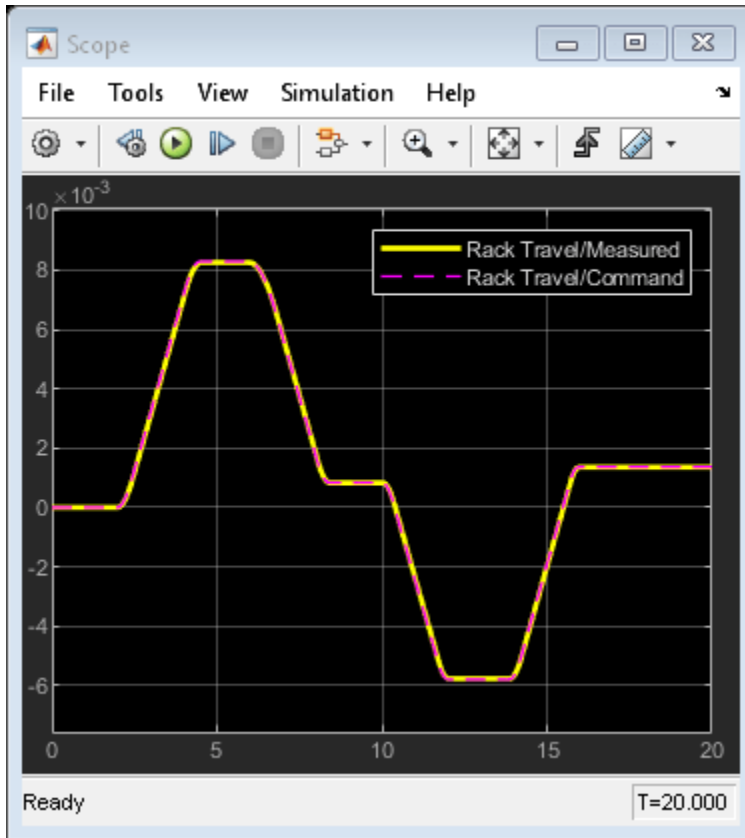 Scope
File Tools View Simulation Help
×10-3
10
8
6
4
2
0
-2
-4
-6
0 5 10 15 20
Rack Travel/Measured
Rack Travel/Command
Ready T=20.000